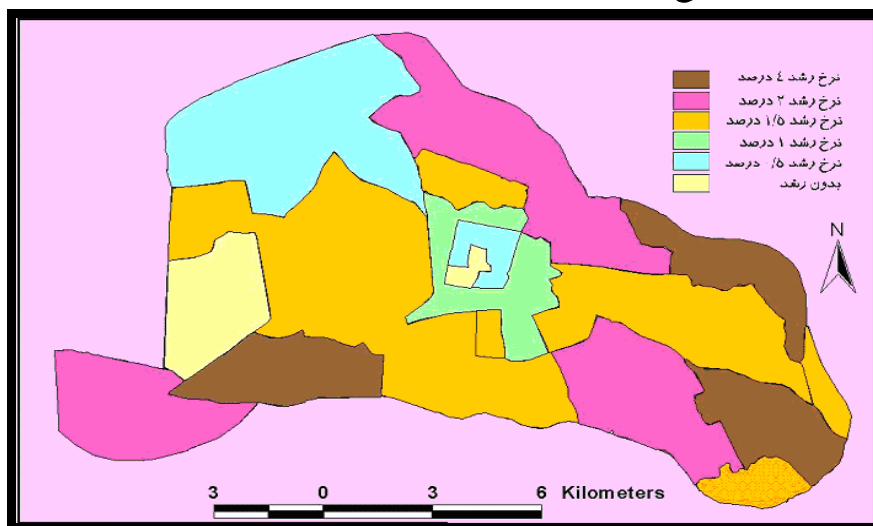 نرخ رشد ٤ درصد
نرخ رشد ٢ درصد
نرخ رشد ١/٥ درصد
نرخ رشد ١ درصد
نرخ رشد ٠/٥ درصد
بدون رشد
N
3 0 3 6 Kilometers